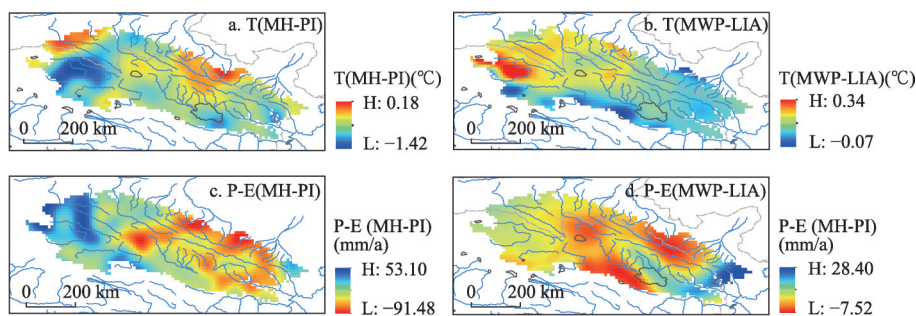 a. T(MH-PI)
T(MH-PI)(℃)
H: 0.18
L: −1.42
0 200 km
b. T(MWP-LIA)
T(MWP-LIA)(℃)
H: 0.34
L: −0.07
0 200 km
c. P-E(MH-PI)
P-E (MH-PI)
(mm/a)
H: 53.10
L: −91.48
0 200 km
d. P-E(MWP-LIA)
P-E (MH-PI)
(mm/a)
H: 28.40
L: −7.52
0 200 km